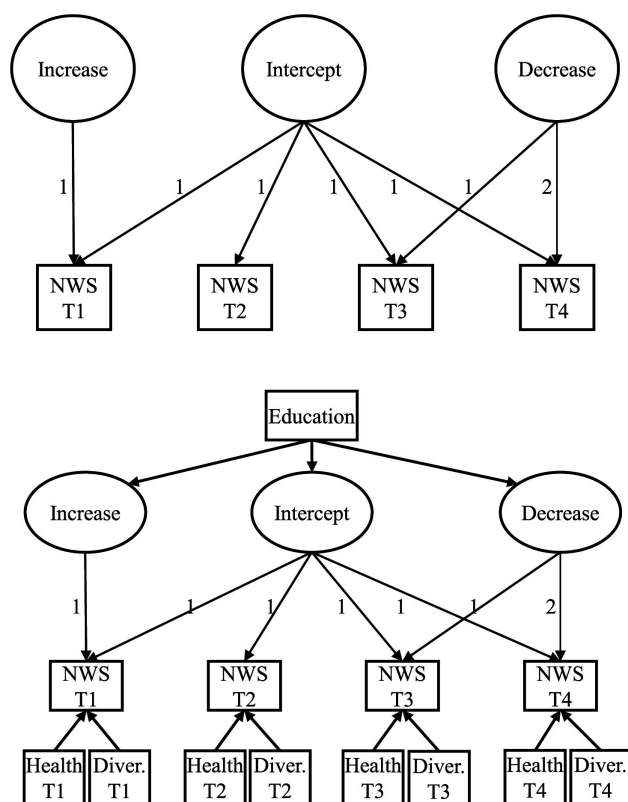 Increase
Intercept
Decrease
1
1
1
1
1
1
2
NWS
T1
NWS
T2
NWS
T3
NWS
T4
Education
Increase
Intercept
Decrease
1
1
1
1
1
1
2
NWS
T1
NWS
T2
NWS
T3
NWS
T4
Health
T1
Diver.
T1
Health
T2
Diver.
T2
Health
T3
Diver.
T3
Health
T4
Diver.
T4